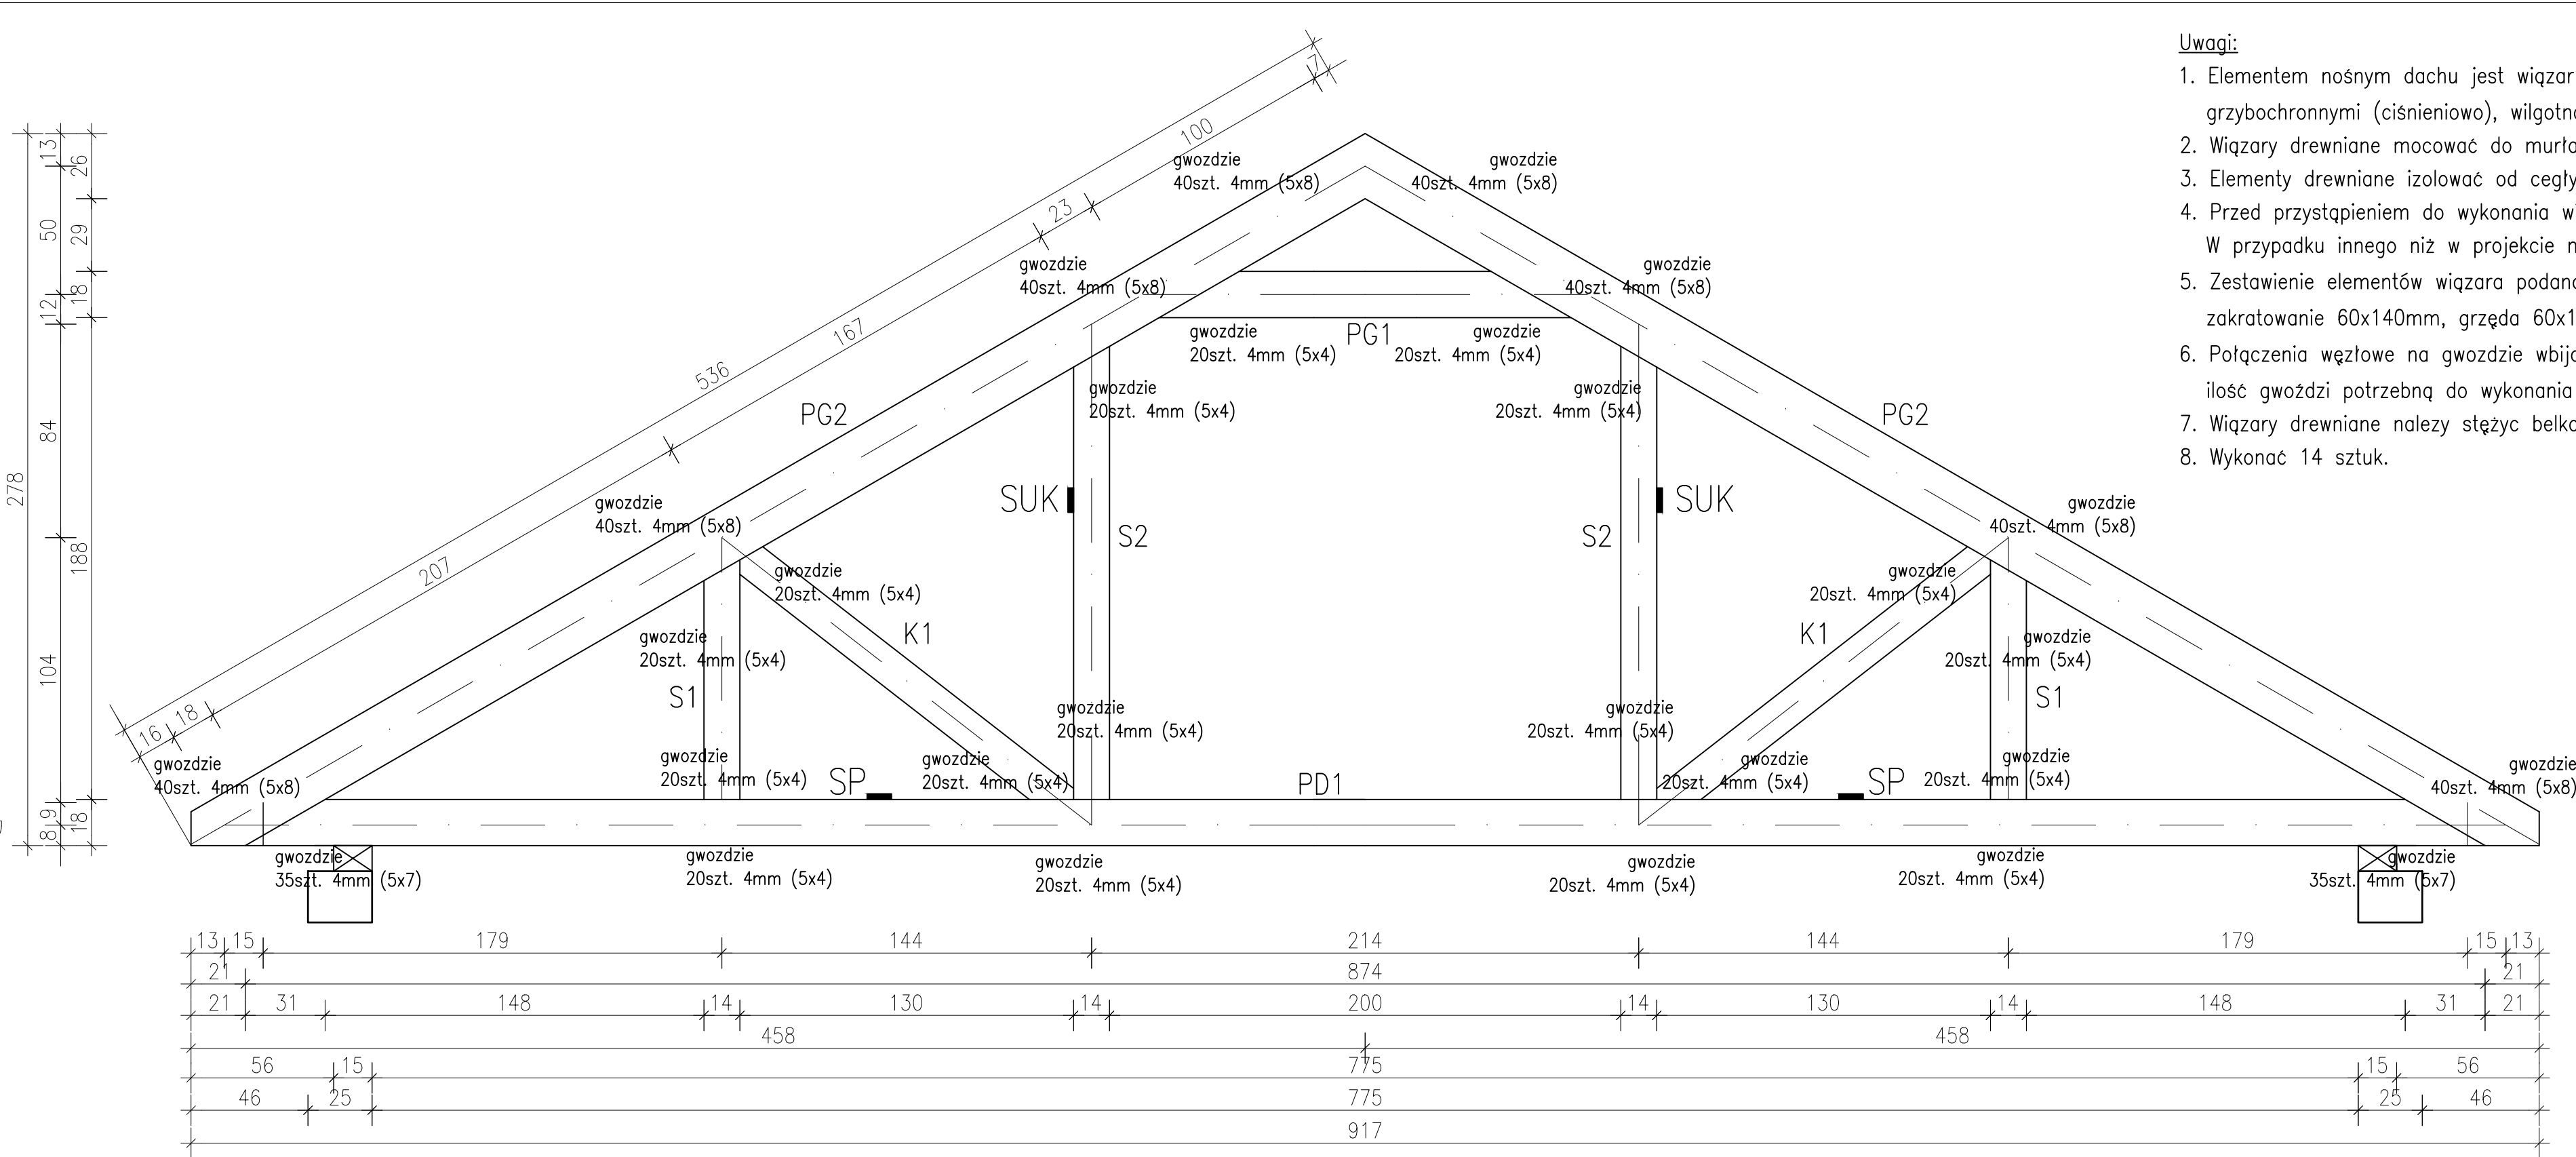 Uwagi:
1. Elementem nośnym dachu jest wiązar
grzybochronnymi (ciśnieniowo),
2. Wiązary drewniane mocować do
3. Elementy drewniane izolować od cegły
4. Przed przystąpieniem do wykonania
W przypadku innego niż w projekcie
5. Zestawienie elementów wiązara
zakratowanie 60x140mm, grzęda
6. Połączenia węzłowe na gwozdzie
ilość gwoździ potrzebną do wykonania
7. Wiązary drewniane nalezy stężyc
8. Wykonać 14 sztuk.
7
100
23
167
536
207
18
16
13
26
50
29
12
18
84
278
188
104
9
8
18
gwozdzie
40szt. 4mm (5x8)
gwozdzie
40szt. 4mm (5x8)
gwozdzie
40szt. 4mm (5x8)
gwozdzie
40szt. 4mm (5x8)
PG1
gwozdzie
20szt. 4mm (5x4)
gwozdzie
20szt. 4mm (5x4)
PG2
PG2
gwozdzie
20szt. 4mm (5x4)
gwozdzie
20szt. 4mm (5x4)
SUK
SUK
gwozdzie
40szt. 4mm (5x8)
gwozdzie
40szt. 4mm (5x8)
S2
S2
gwozdzie
20szt. 4mm (5x4)
gwozdzie
20szt. 4mm (5x4)
K1
K1
gwozdzie
20szt. 4mm (5x4)
gwozdzie
20szt. 4mm (5x4)
S1
S1
gwozdzie
20szt. 4mm (5x4)
gwozdzie
20szt. 4mm (5x4)
gwozdzie
40szt. 4mm (5x8)
gwozdzie
20szt. 4mm (5x4)
SP
gwozdzie
20szt. 4mm (5x4)
PD1
gwozdzie
20szt. 4mm (5x4)
SP
gwozdzie
20szt. 4mm (5x4)
gwozdzie
40szt. 4mm (5x8)
gwozdzie
35szt. 4mm (5x7)
gwozdzie
20szt. 4mm (5x4)
gwozdzie
20szt. 4mm (5x4)
gwozdzie
20szt. 4mm (5x4)
gwozdzie
20szt. 4mm (5x4)
gwozdzie
35szt. 4mm (5x7)
13 15 179 144 214 144 179 15 13
21 874 21
21 31 148 14 130 14 200 14 130 14 148 31 21
458 458
56 15 775 15 56
46 25 775 25 46
917